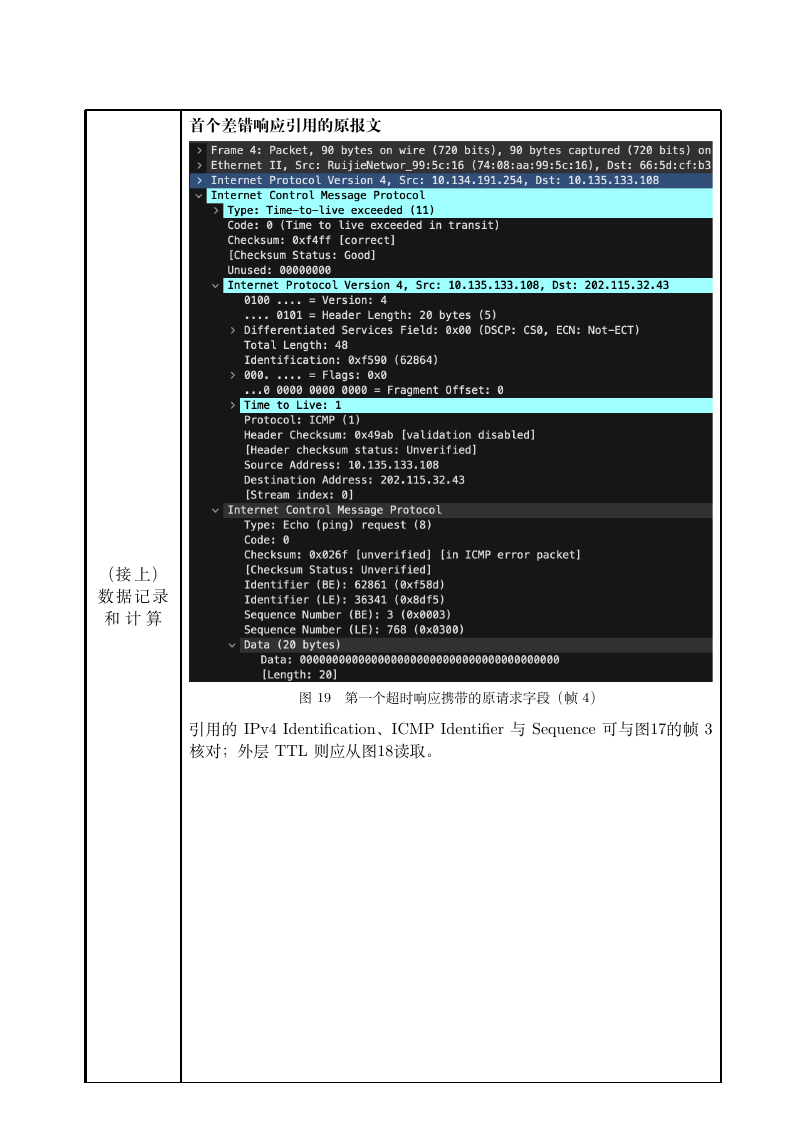 首个差错响应引用的原报文
Frame 4: Packet, 90 bytes on wire (720 bits), 90 bytes captured (720 bits) on
Ethernet II, Src: RuijieNetwor_99:5c:16 (74:08:aa:99:5c:16), Dst: 66:5d:cf:b3
Internet Protocol Version 4, Src: 10.134.191.254, Dst: 10.135.133.108
Internet Control Message Protocol
Type: Time-to-live exceeded (11)
Code: 0 (Time to live exceeded in transit)
Checksum: 0xf4ff [correct]
[Checksum Status: Good]
Unused: 00000000
Internet Protocol Version 4, Src: 10.135.133.108, Dst: 202.115.32.43
0100 .... = Version: 4
.... 0101 = Header Length: 20 bytes (5)
Differentiated Services Field: 0x00 (DSCP: CS0, ECN: Not-ECT)
Total Length: 48
Identification: 0xf590 (62864)
000. .... = Flags: 0x0
...0 0000 0000 0000 = Fragment Offset: 0
Time to Live: 1
Protocol: ICMP (1)
Header Checksum: 0x49ab [validation disabled]
[Header checksum status: Unverified]
Source Address: 10.135.133.108
Destination Address: 202.115.32.43
[Stream index: 0]
Internet Control Message Protocol
Type: Echo (ping) request (8)
Code: 0
Checksum: 0x026f [unverified] [in ICMP error packet]
[Checksum Status: Unverified]
Identifier (BE): 62861 (0xf58d)
Identifier (LE): 36341 (0x8df5)
Sequence Number (BE): 3 (0x0003)
Sequence Number (LE): 768 (0x0300)
Data (20 bytes)
Data: 0000000000000000000000000000000000000000
[Length: 20]
图 19 第一个超时响应携带的原请求字段（帧 4）
引用的 IPv4 Identification、ICMP Identifier 与 Sequence 可与图17的帧 3
核对；外层 TTL 则应从图18读取。
（接上）
数据记录
和 计 算